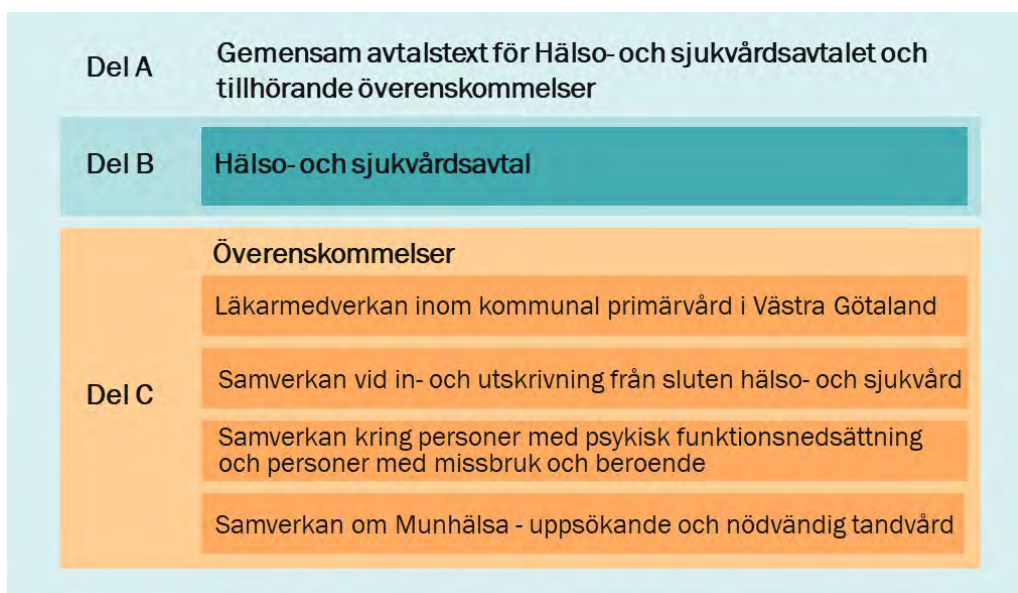 Del A
Gemensam avtalstext för Hälso- och sjukvårdsavtalet och
tillhörande överenskommelser
Del B
Hälso- och sjukvårdsavtal
Del C
Överenskommelser
Läkarmedverkan inom kommunal primärvård i Västra Götaland
Samverkan vid in- och utskrivning från sluten hälso- och sjukvård
Samverkan kring personer med psykisk funktionsnedsättning
och personer med missbruk och beroende
Samverkan om Munhälsa - uppsökande och nödvändig tandvård